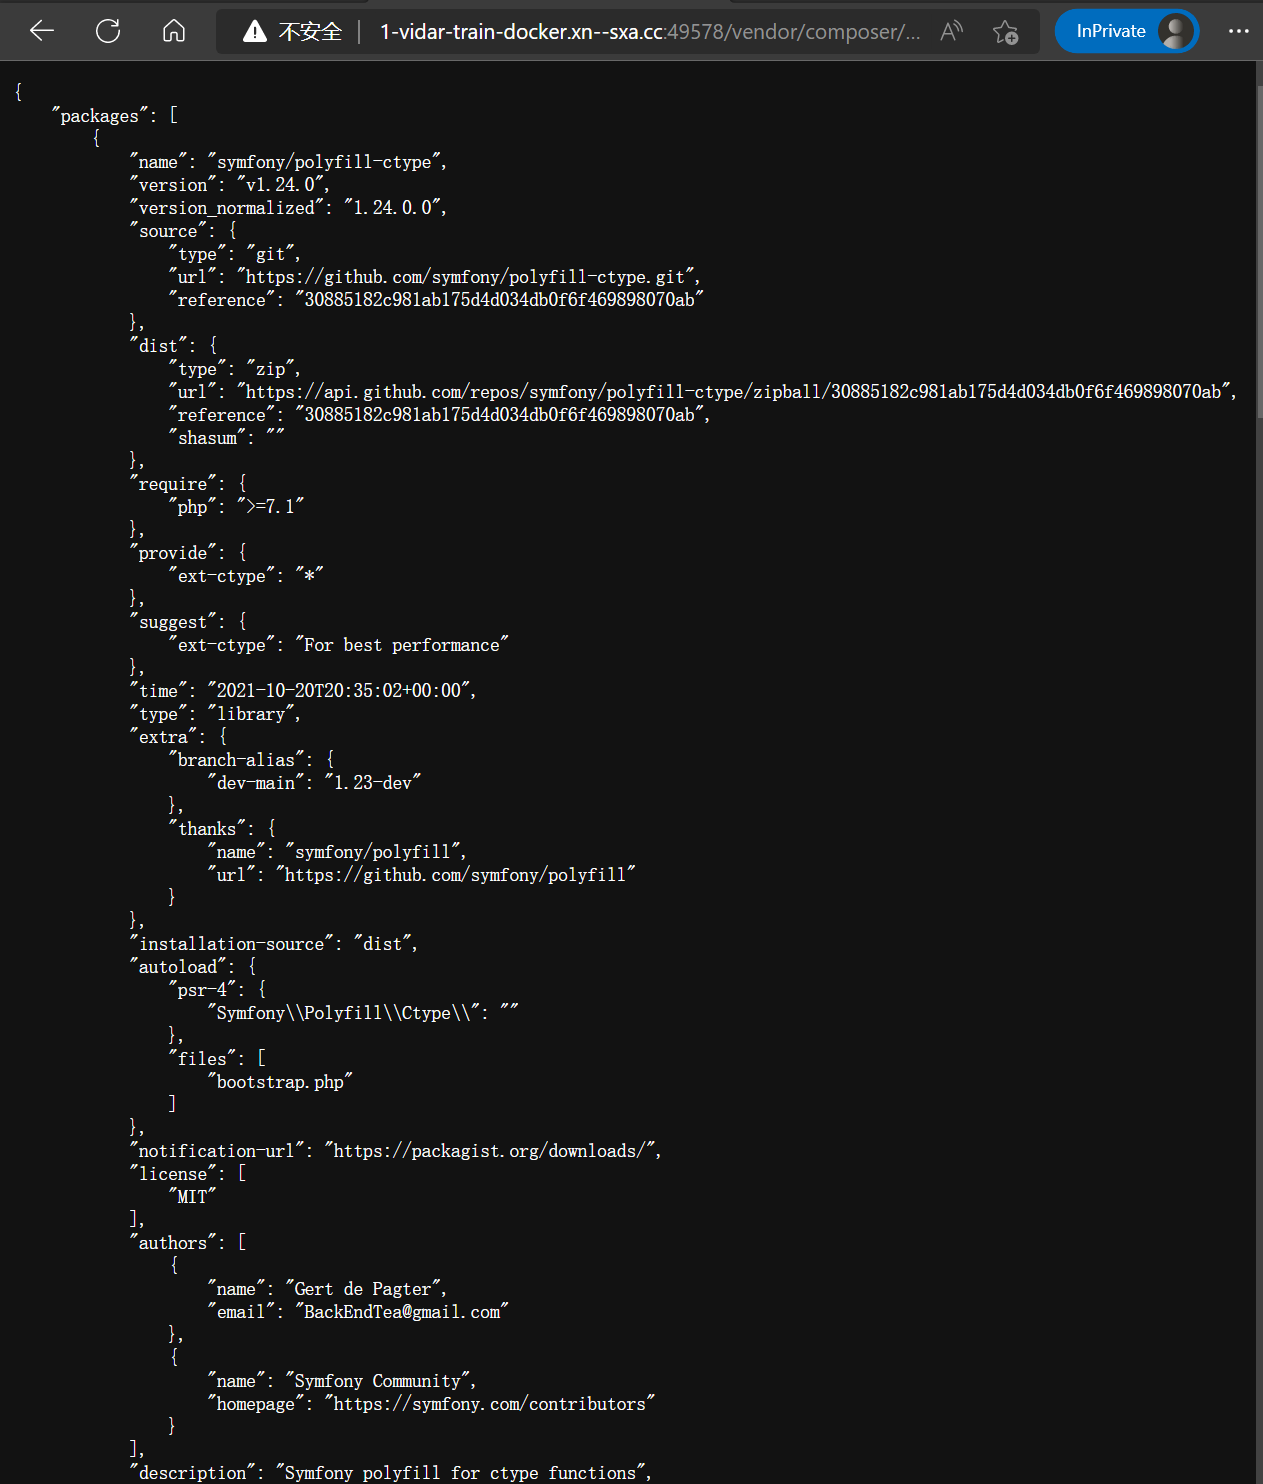 不安全 | 1-vidar-train-docker.xn--sxa.cc:49578/vendor/composer/... InPrivate
{
"packages": [
{
"name": "symfony/polyfill-ctype",
"version": "v1.24.0",
"version_normalized": "1.24.0.0",
"source": {
"type": "git",
"url": "https://github.com/symfony/polyfill-ctype.git",
"reference": "30885182c981ab175d4d034db0f6f469898070ab"
},
"dist": {
"type": "zip",
"url": "https://api.github.com/repos/symfony/polyfill-ctype/zipball/30885182c981ab175d4d034db0f6f469898070ab",
"reference": "30885182c981ab175d4d034db0f6f469898070ab",
"shasum": ""
},
"require": {
"php": ">=7.1"
},
"provide": {
"ext-ctype": "*"
},
"suggest": {
"ext-ctype": "For best performance"
},
"time": "2021-10-20T20:35:02+00:00",
"type": "library",
"extra": {
"branch-alias": {
"dev-main": "1.23-dev"
},
"thanks": {
"name": "symfony/polyfill",
"url": "https://github.com/symfony/polyfill"
}
},
"installation-source": "dist",
"autoload": {
"psr-4": {
"Symfony\\Polyfill\\Ctype\\": ""
},
"files": [
"bootstrap.php"
]
},
"notification-url": "https://packagist.org/downloads/",
"license": [
"MIT"
],
"authors": [
{
"name": "Gert de Pagter",
"email": "BackEndTea@gmail.com"
},
{
"name": "Symfony Community",
"homepage": "https://symfony.com/contributors"
}
],
"description": "Symfony polyfill for ctype functions",